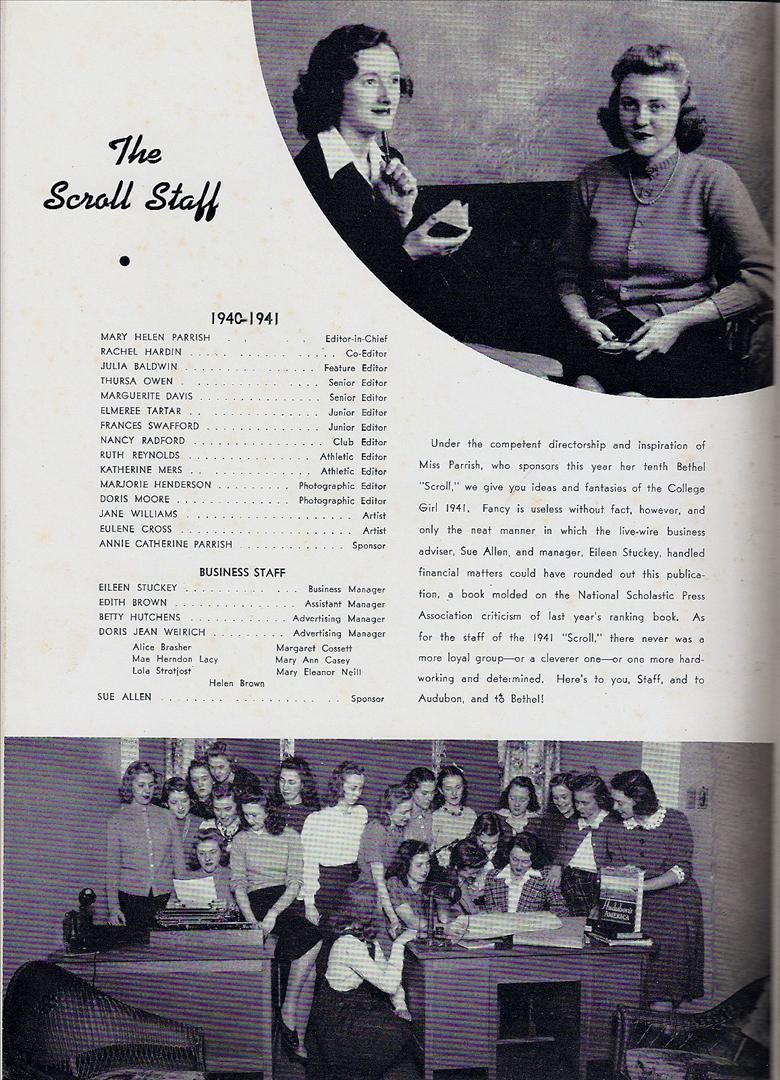 The
Scroll Staff
1940-1941
MARY HELEN PARRISH . . . . Editor-in-Chief
RACHEL HARDIN . . . . . . . . . . . . . . Co-Editor
JULIA BALDWIN . . . . . . . . . . . . Feature Editor
THURSA OWEN . . . . . . . . . . . . . Senior Editor
MARGUERITE DAVIS . . . . . . . . . . . Senior Editor
ELMEREE TARTAR . . . . . . . . . . . . Junior Editor
FRANCES SWAFFORD . . . . . . . . . . Junior Editor
NANCY RADFORD . . . . . . . . . . . . . Club Editor
RUTH REYNOLDS . . . . . . . . . . . . Athletic Editor
KATHERINE MERS . . . . . . . . . . . Athletic Editor
MARJORIE HENDERSON . . . . . . . . Photographic Editor
DORIS MOORE . . . . . . . . . . . Photographic Editor
JANE WILLIAMS . . . . . . . . . . . . . . . . Artist
EULENE CROSS . . . . . . . . . . . . . . . . Artist
ANNIE CATHERINE PARRISH . . . . . . . . . . . Sponsor
BUSINESS STAFF
EILEEN STUCKEY . . . . . . . . . . Business Manager
EDITH BROWN . . . . . . . . . . . Assistant Manager
BETTY HUTCHENS . . . . . . . . . Advertising Manager
DORIS JEAN WEIRICH . . . . . . . . Advertising Manager
Alice Brasher Margaret Cossett
Mae Herndon Lacy Mary Ann Casey
Lola Strotjost Mary Eleanor Neill
Helen Brown
SUE ALLEN . . . . . . . . . . . . . . . . . Sponsor
Under the competent directorship and inspiration of
Miss Parrish, who sponsors this year her tenth Bethel
"Scroll," we give you ideas and fantasies of the College
Girl 1941. Fancy is useless without fact, however, and
only the neat manner in which the live-wire business
adviser, Sue Allen, and manager, Eileen Stuckey, handled
financial matters could have rounded out this publica-
tion, a book molded on the National Scholastic Press
Association criticism of last year's ranking book. As
for the staff of the 1941 "Scroll," there never was a
more loyal group—or a cleverer one—or one more hard-
working and determined. Here's to you, Staff, and to
Audubon, and to Bethel!
Audubon's
AMERICA